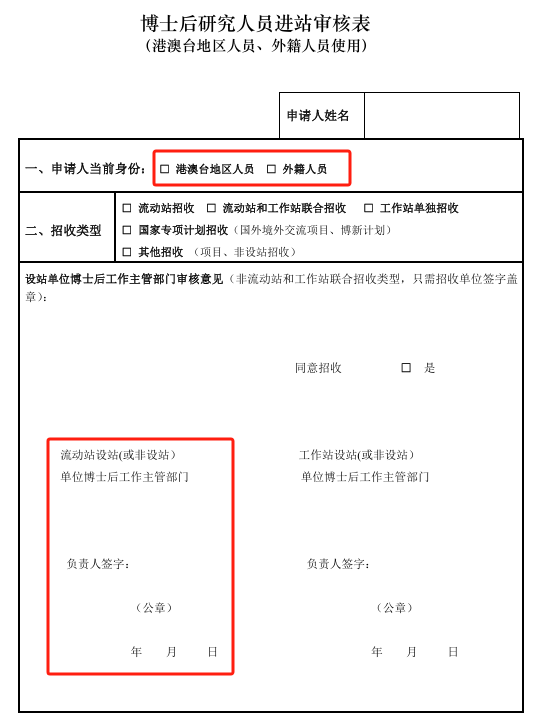 博士后研究人员进站审核表
（港澳台地区人员、外籍人员使用）
申请人姓名
一、申请人当前身份： □ 港澳台地区人员 □ 外籍人员
二、招收类型
□ 流动站招收 □ 流动站和工作站联合招收 □ 工作站单独招收
□ 国家专项计划招收（国外境外交流项目、博新计划）
□ 其他招收 （项目、非设站招收）
设站单位博士后工作主管部门审核意见（非流动站和工作站联合招收类型，只需招收单位签字盖
章）：
同意招收 □ 是
流动站设站(或非设站） 工作站设站(或非设站）
单位博士后工作主管部门 单位博士后工作主管部门
负责人签字： 负责人签字：
（公章） （公章）
年 月 日 年 月 日